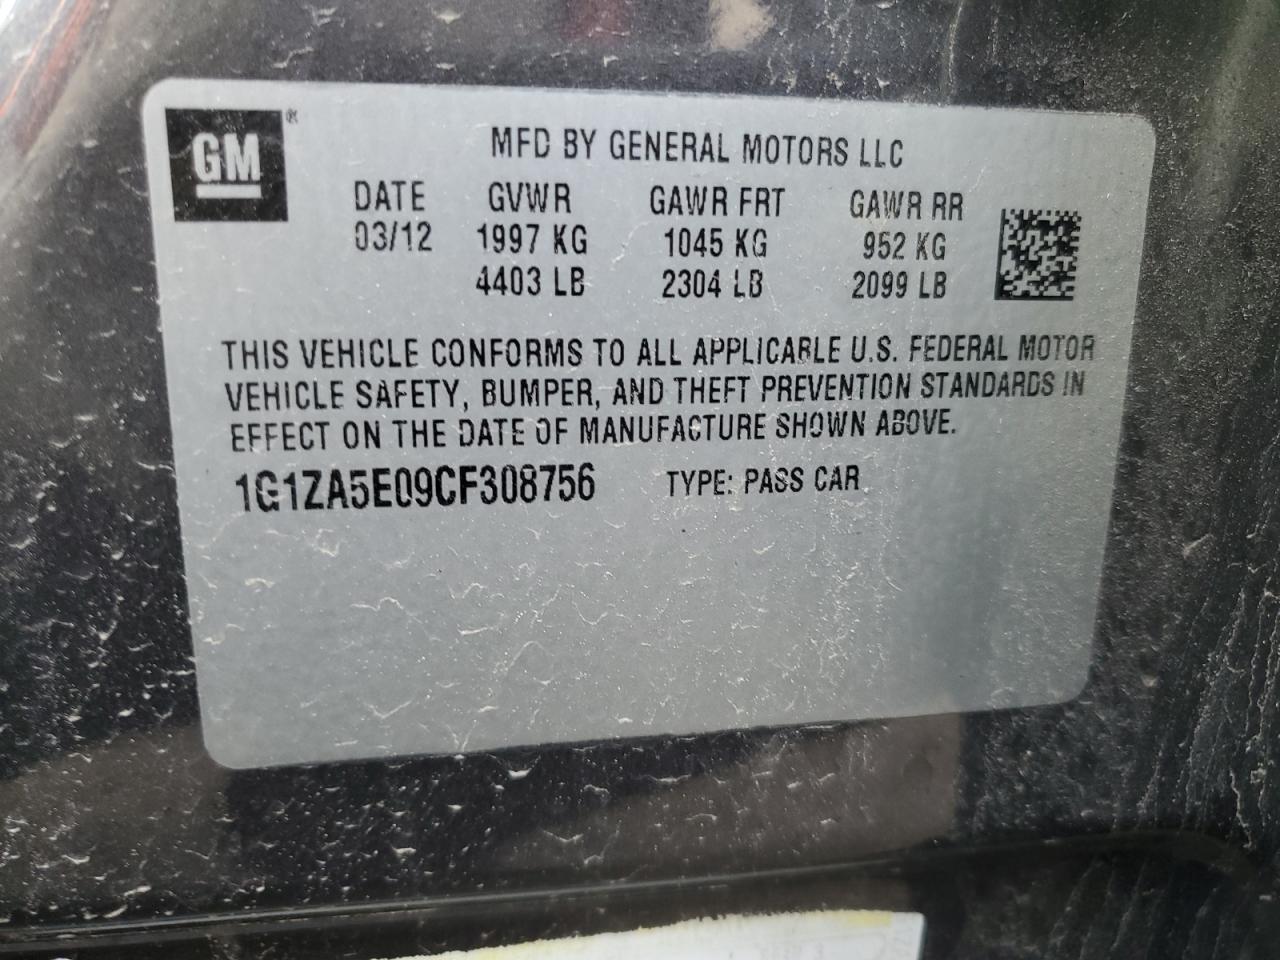 GM®
MFD BY GENERAL MOTORS LLC
DATE GVWR GAWR FRT GAWR RR
03/12 1997 KG 1045 KG 952 KG
4403 LB 2304 LB 2099 LB
THIS VEHICLE CONFORMS TO ALL APPLICABLE U.S. FEDERAL MOTOR
VEHICLE SAFETY, BUMPER, AND THEFT PREVENTION STANDARDS IN
EFFECT ON THE DATE OF MANUFACTURE SHOWN ABOVE.
1G1ZA5E09CF308756 TYPE: PASS CAR